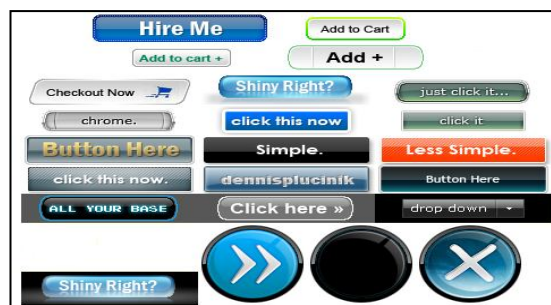 Hire Me
Add to Cart
Add to cart +
Add +
Checkout Now
Shiny Right?
just click it...
chrome.
click this now
click it
Button Here
Simple.
Less Simple.
click this now.
dennisplucinik
Button Here
ALL YOUR BASE
Click here »
drop down
Shiny Right?